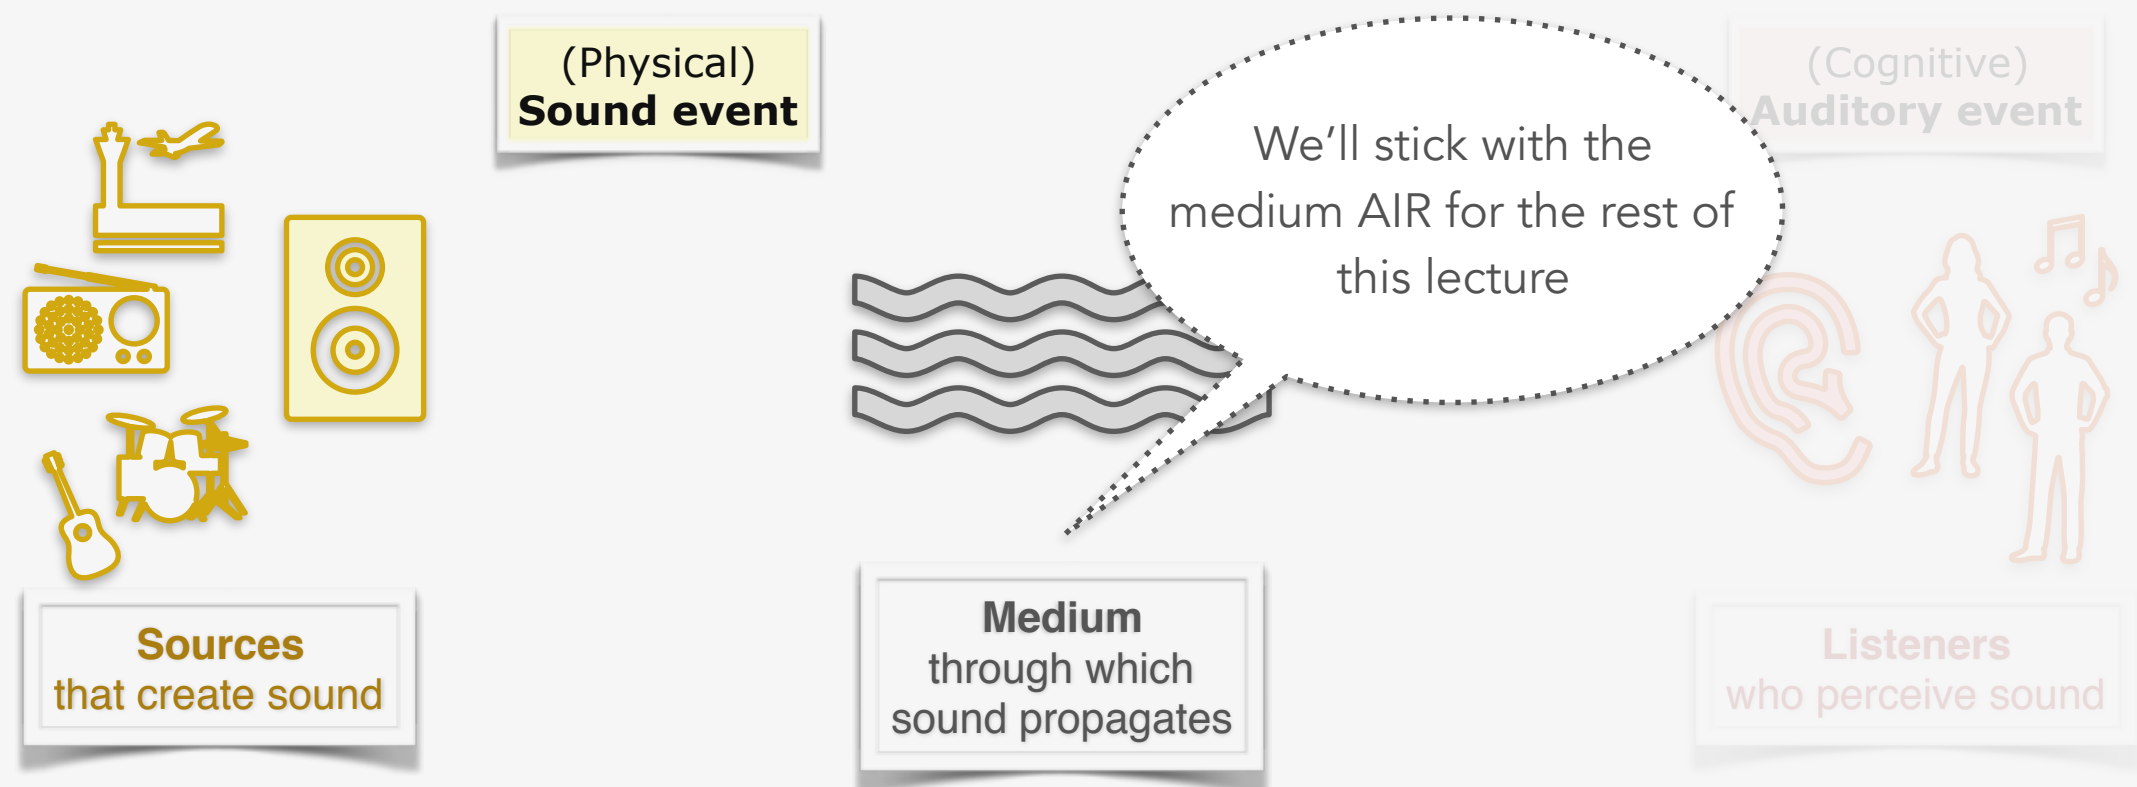 (Physical)
Sound event
We’ll stick with the
medium AIR for the rest of
this lecture
(Cognitive)
Auditory event
Sources
that create sound
Medium
through which
sound propagates
Listeners
who perceive sound